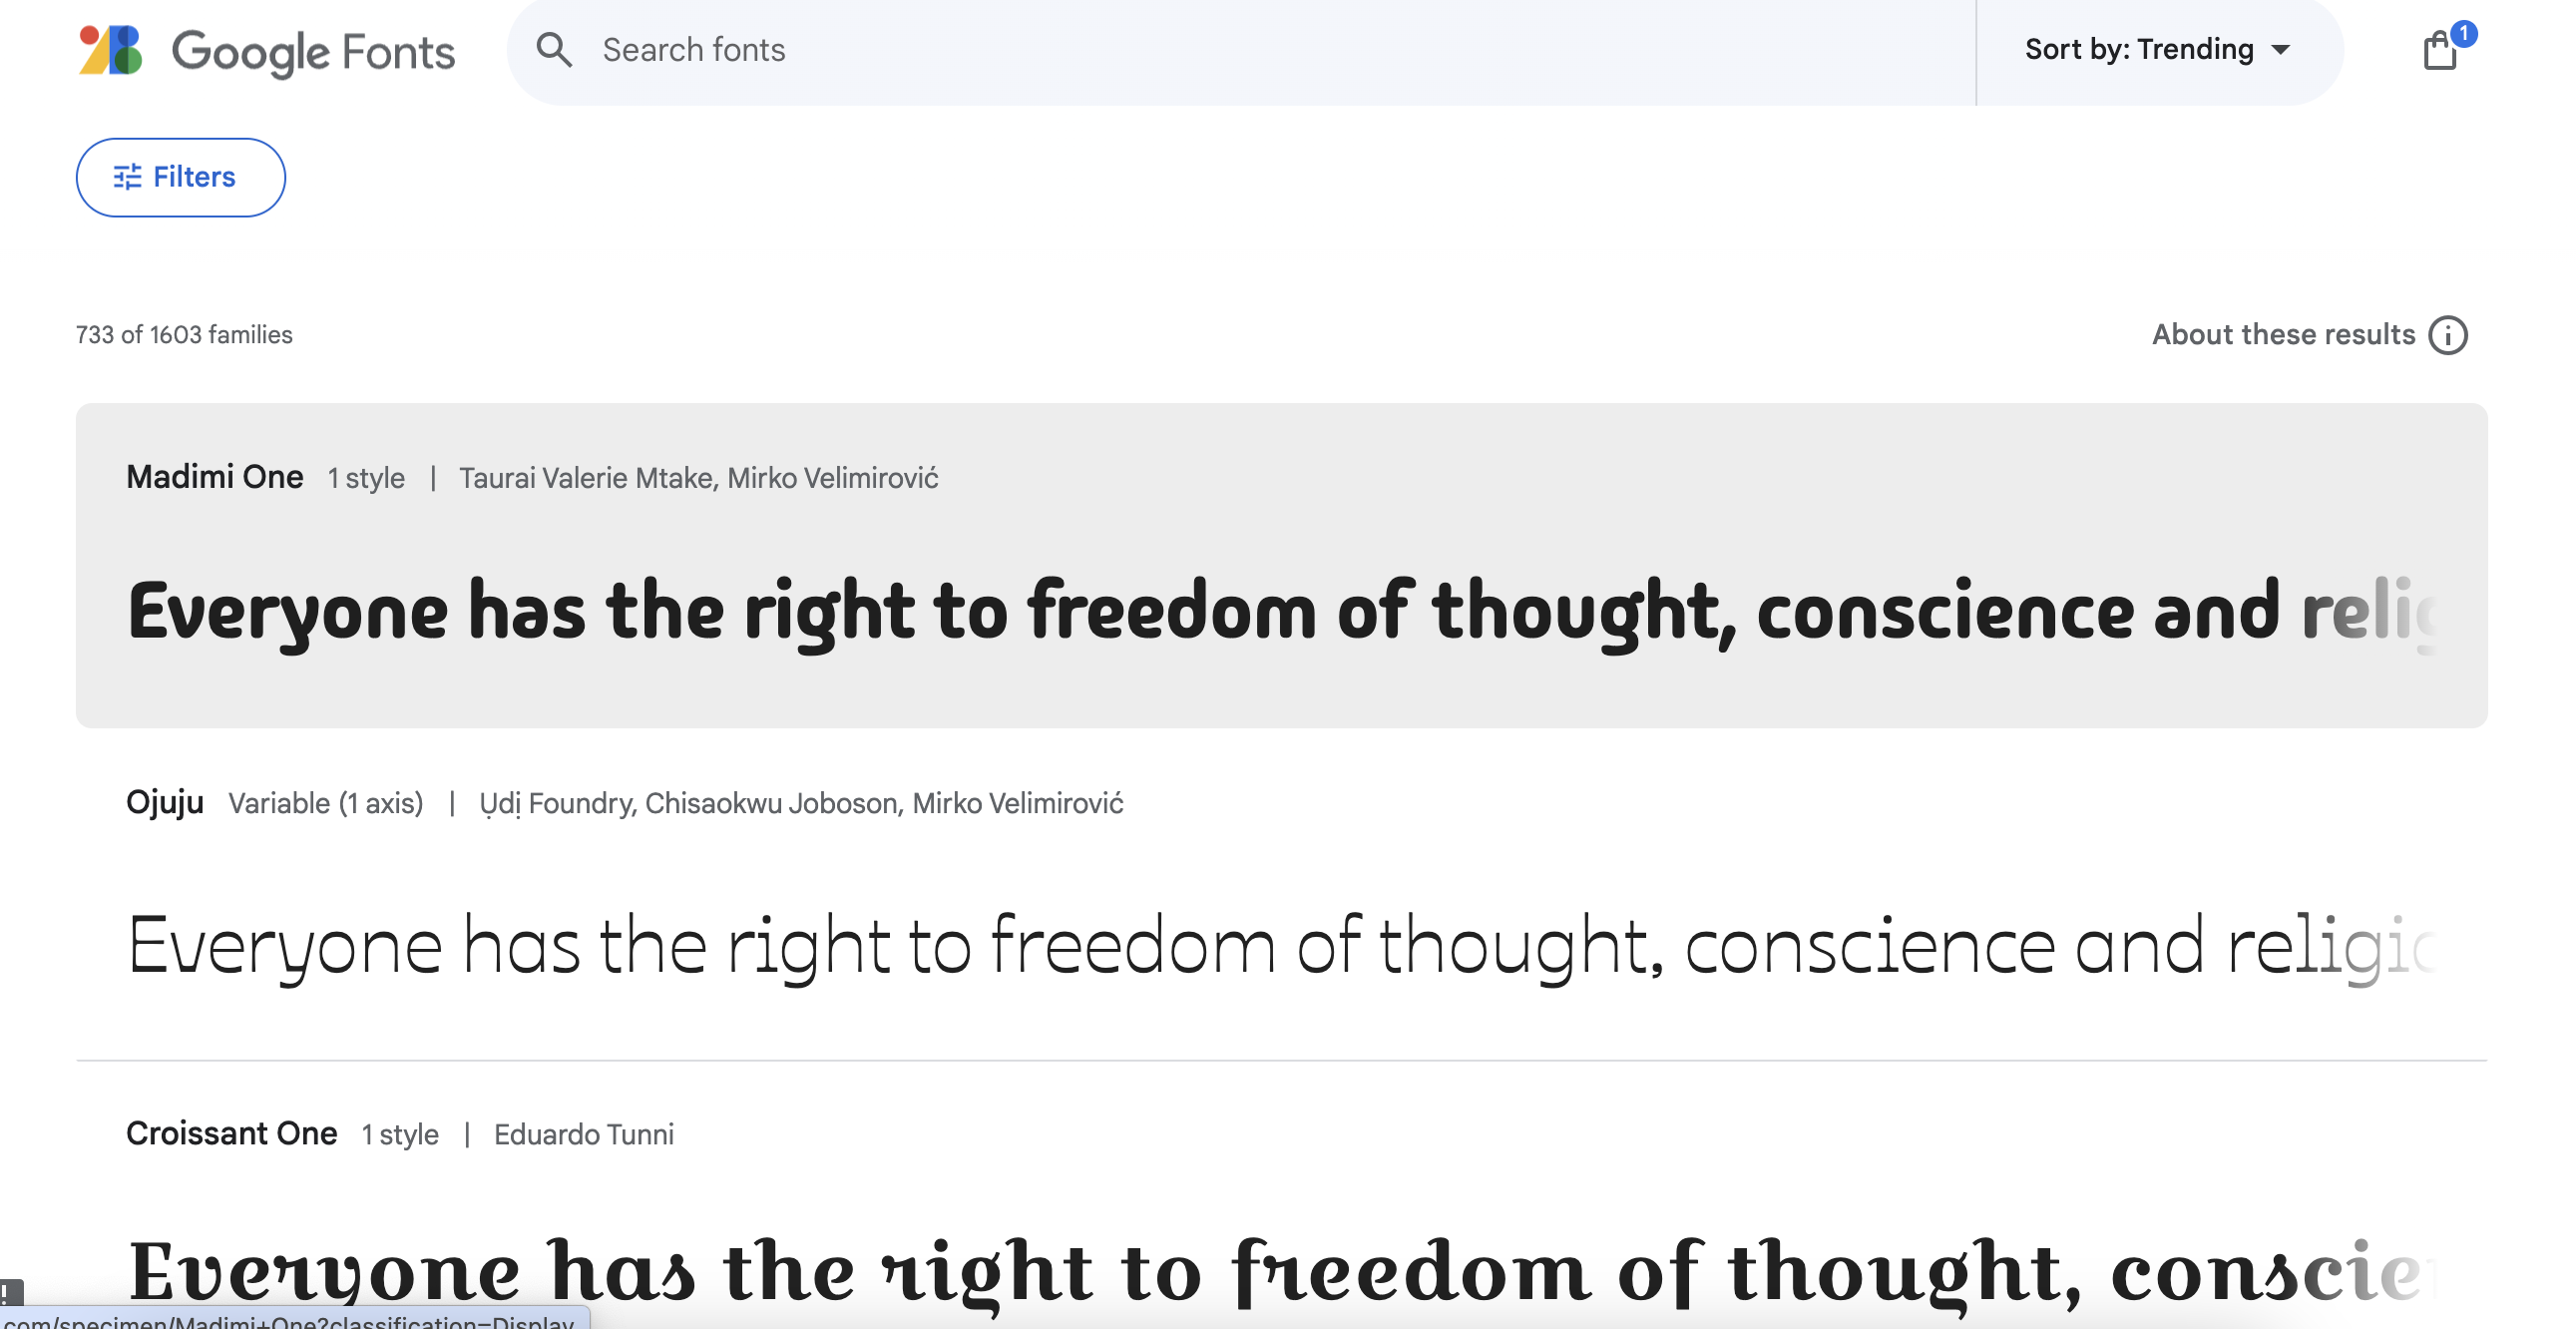 Google Fonts
Search fonts
Sort by: Trending
1
Filters
733 of 1603 families
About these results
Madimi One 1 style | Taurai Valerie Mtake, Mirko Velimirović
Everyone has the right to freedom of thought, conscience and relig
Ojuju Variable (1 axis) | Ụdị Foundry, Chisaokwu Joboson, Mirko Velimirović
Everyone has the right to freedom of thought, conscience and religio
Croissant One 1 style | Eduardo Tunni
Everyone has the right to freedom of thought, conscie
com/specimen/Madimi+One?classification=Display